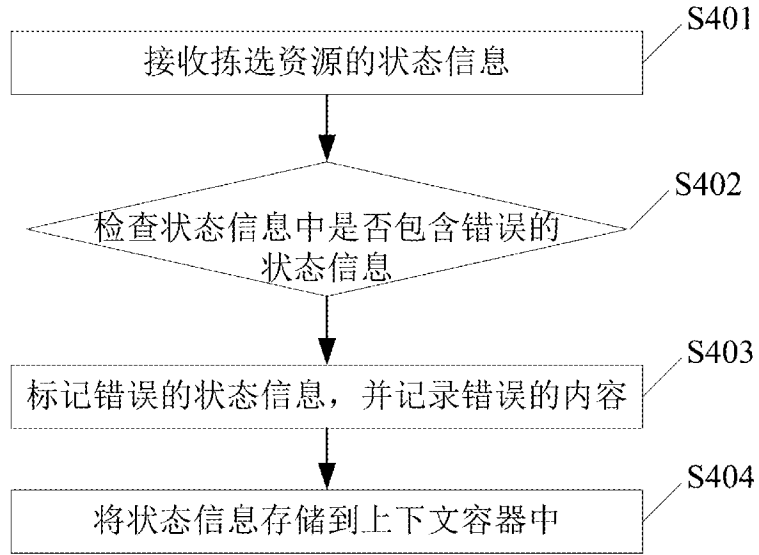 S401
接收拣选资源的状态信息
S402
检查状态信息中是否包含错误的
状态信息
S403
标记错误的状态信息，并记录错误的内容
S404
将状态信息存储到上下文容器中